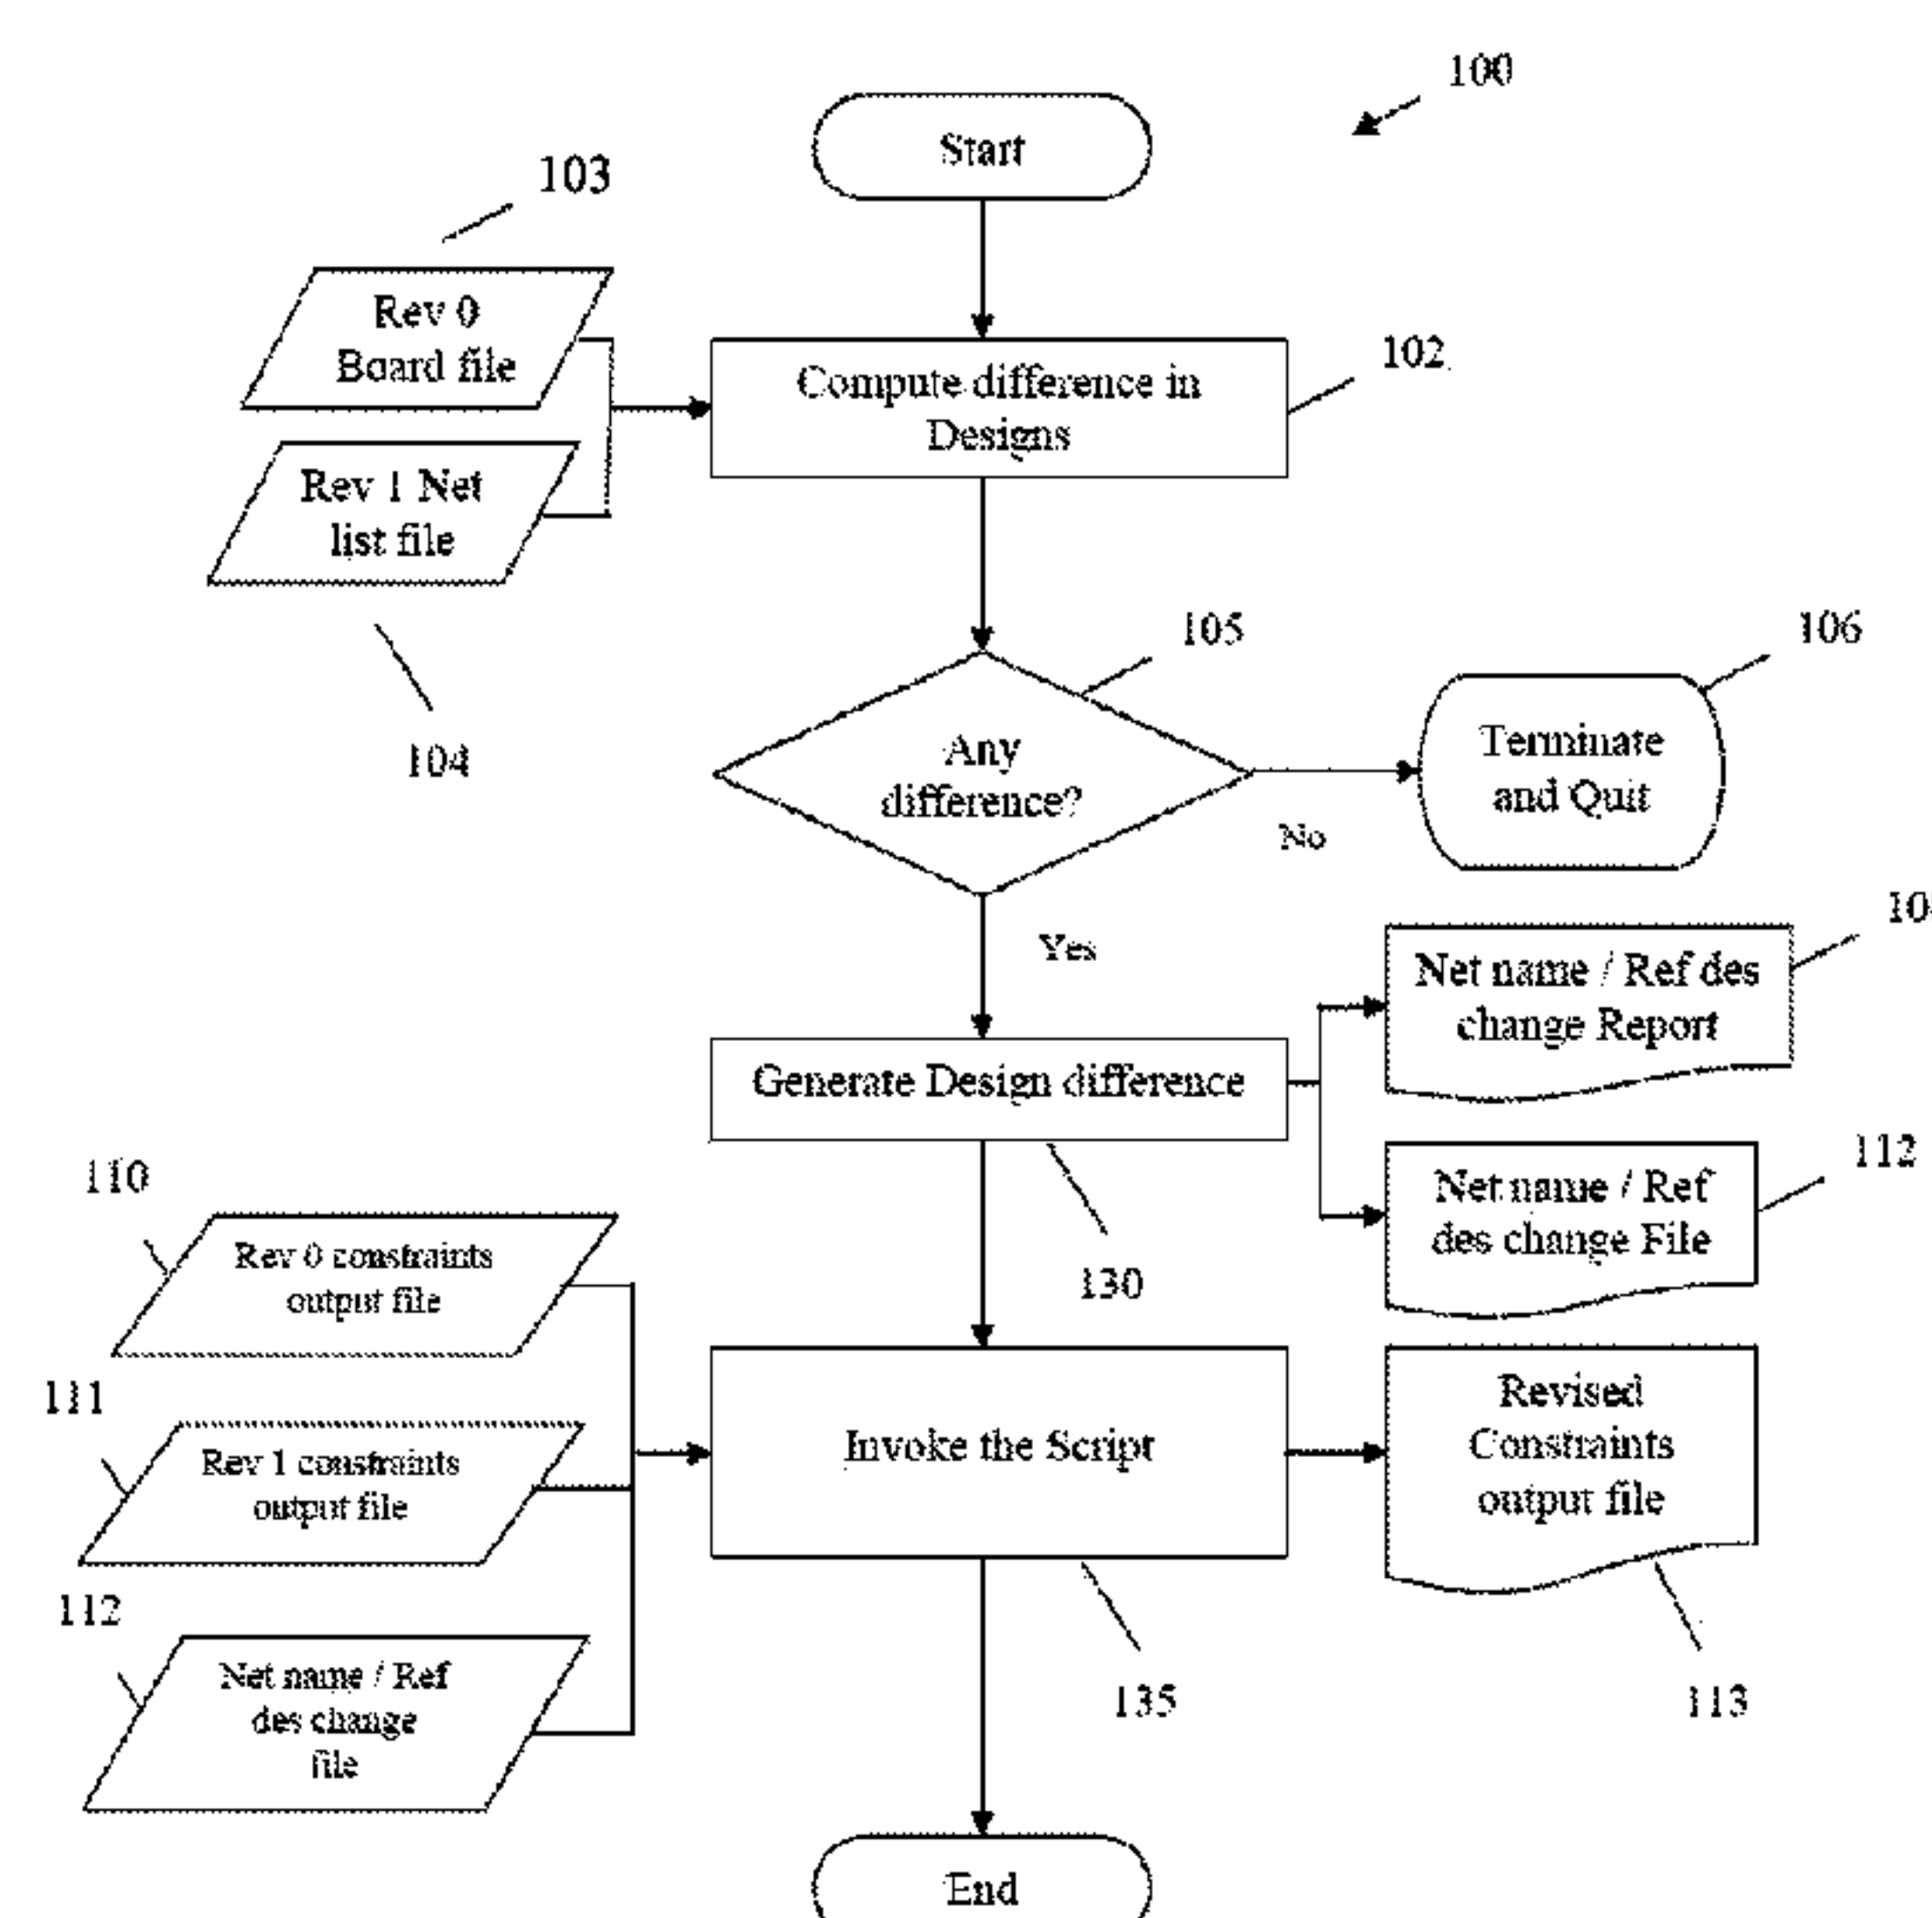 100
Start
103
Rev 0
Board file
Compute difference in
Designs
102
Rev 1 Net
list file
104
105
106
Any
difference?
Terminate
and Quit
No
Yes
Net name / Ref des
change Report
Generate Design difference
112
Net name / Ref
des change File
130
110
Rev 0 constraints
output file
111
Rev 1 constraints
output file
Invoke the Script
Revised
Constraints
output file
112
Net name / Ref
des change
file
135
113
End